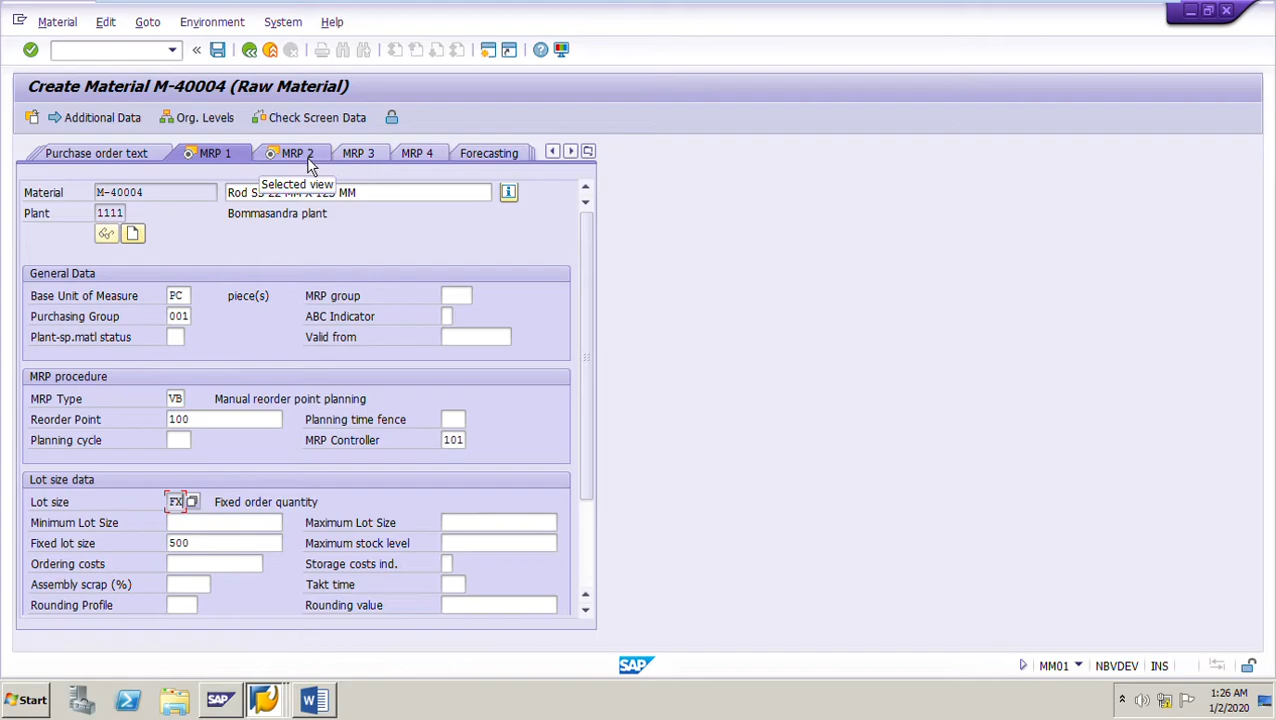 Material Edit Goto Environment System Help
Create Material M-40004 (Raw Material)
Additional Data Org. Levels Check Screen Data
Purchase order text MRP 1 MRP 2 MRP 3 MRP 4 Forecasting
Selected view
Material M-40004 Rod SS 22 MM X 125 MM
Plant 1111 Bommasandra plant
General Data
Base Unit of Measure PC piece(s) MRP group
Purchasing Group 001 ABC Indicator
Plant-sp.matl status Valid from
MRP procedure
MRP Type VB Manual reorder point planning
Reorder Point 100 Planning time fence
Planning cycle MRP Controller 101
Lot size data
Lot size FX Fixed order quantity
Minimum Lot Size Maximum Lot Size
Fixed lot size 500 Maximum stock level
Ordering costs Storage costs ind.
Assembly scrap (%) Takt time
Rounding Profile Rounding value
SAP MM01 NBVDEV INS
Start SAP 1:26 AM
1/2/2020